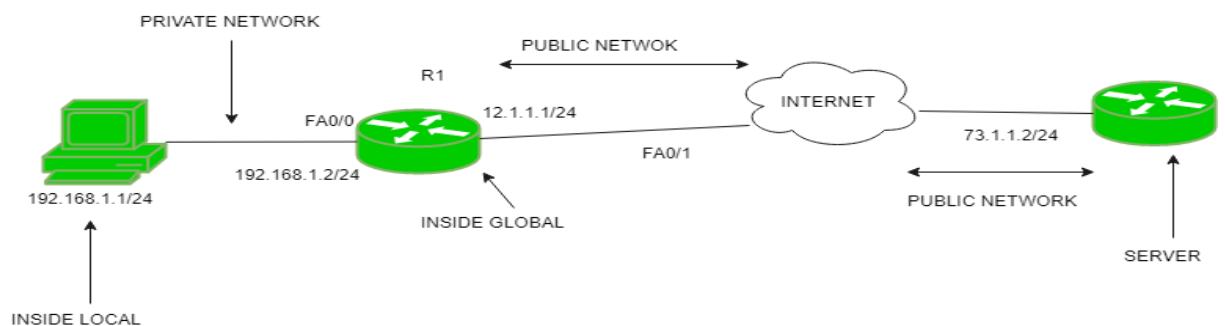 PRIVATE NETWORK
PUBLIC NETWOK
R1
INTERNET
FA0/0
12.1.1.1/24
73.1.1.2/24
FA0/1
192.168.1.2/24
192.168.1.1/24
PUBLIC NETWORK
INSIDE GLOBAL
SERVER
INSIDE LOCAL